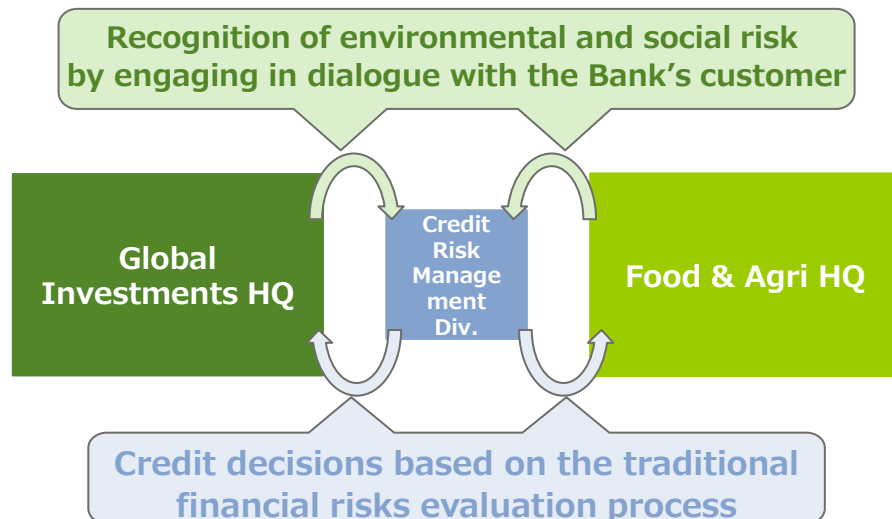 Recognition of environmental and social risk
by engaging in dialogue with the Bank’s customer
Global
Investments HQ
Credit
Risk
Manage
ment
Div.
Food & Agri HQ
Credit decisions based on the traditional
financial risks evaluation process